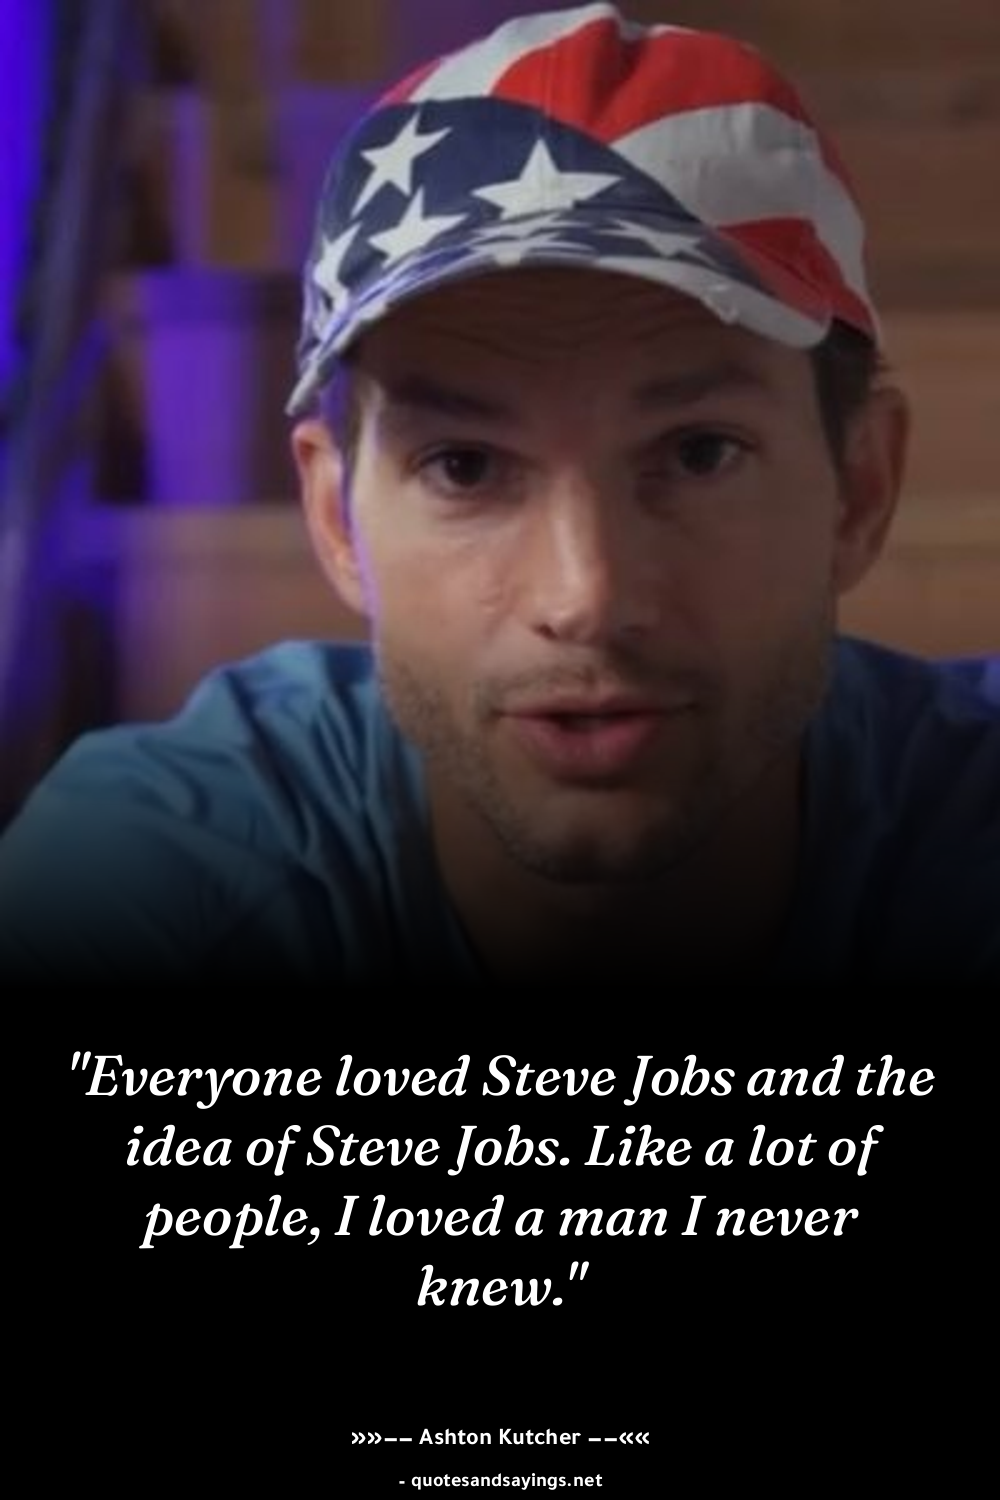 "Everyone loved Steve Jobs and the
idea of Steve Jobs. Like a lot of
people, I loved a man I never
knew."
»»–– Ashton Kutcher ––««
- quotesandsayings.net